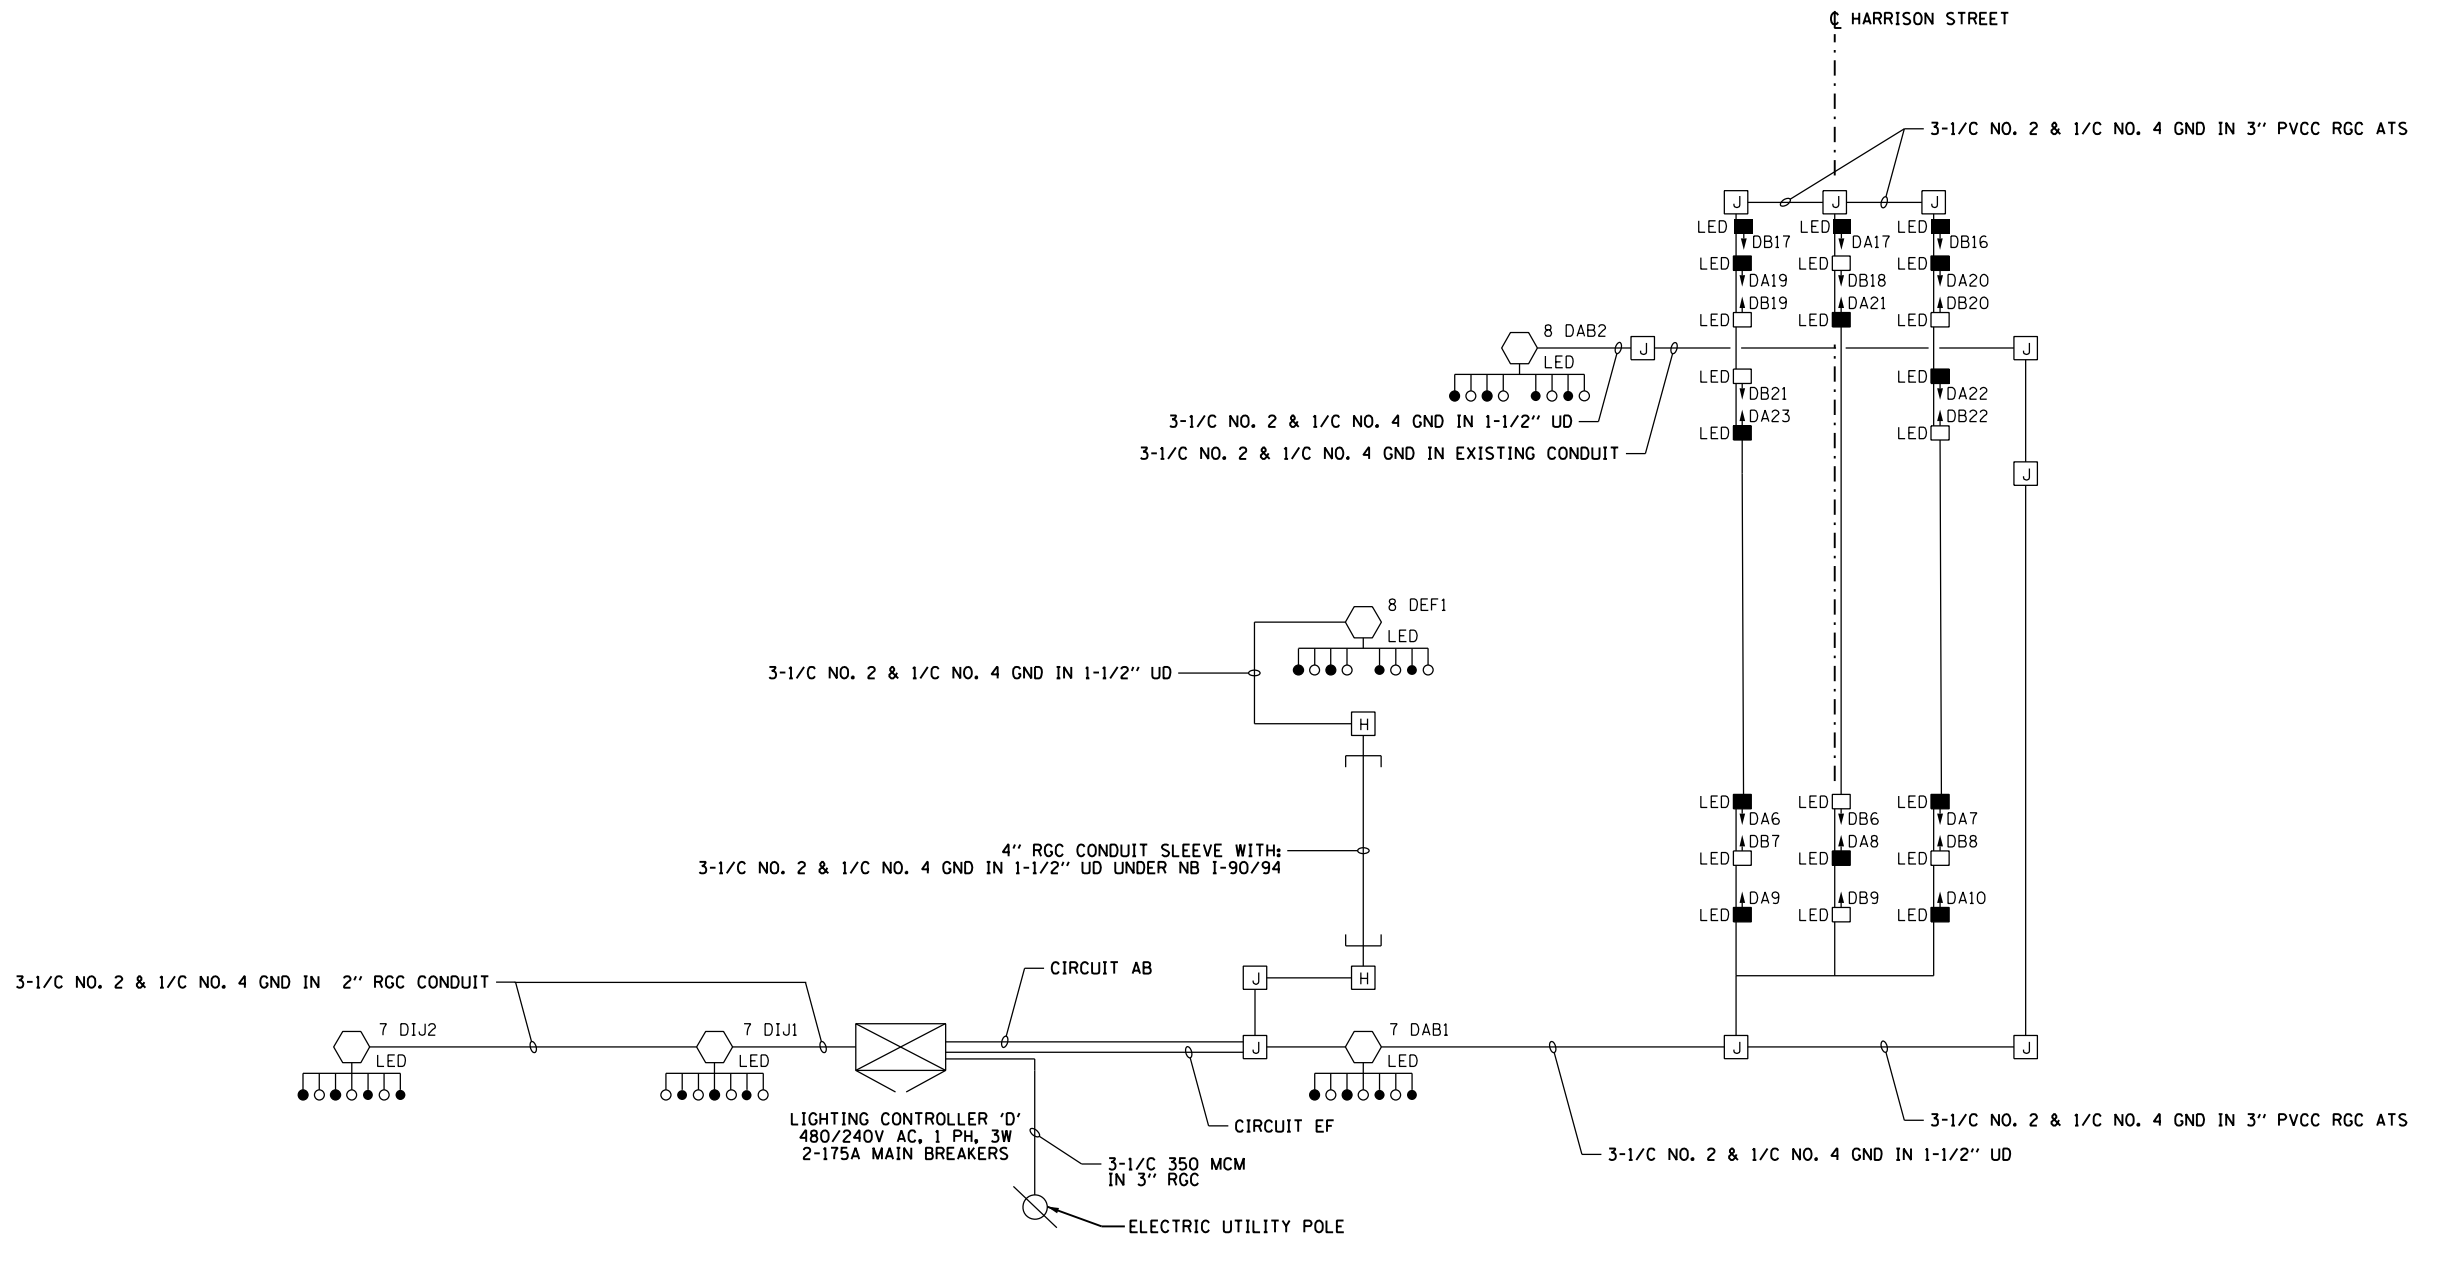 ℄ HARRISON STREET
3-1/C NO. 2 & 1/C NO. 4 GND IN 3'' PVCC RGC ATS
J J J
LED LED LED
DB17 DA17 DB16
LED LED LED
DA19 DB18 DA20
DB19 DA21 DB20
LED LED LED
8 DAB2
J J
LED
LED LED
DB21 DA22
DA23 DB22
3-1/C NO. 2 & 1/C NO. 4 GND IN 1-1/2'' UD
LED LED
3-1/C NO. 2 & 1/C NO. 4 GND IN EXISTING CONDUIT
J
8 DEF1
LED
3-1/C NO. 2 & 1/C NO. 4 GND IN 1-1/2'' UD
H
LED LED LED
DA6 DB6 DA7
DB7 DA8 DB8
4'' RGC CONDUIT SLEEVE WITH:
LED LED LED
3-1/C NO. 2 & 1/C NO. 4 GND IN 1-1/2'' UD UNDER NB I-90/94
DA9 DB9 DA10
LED LED LED
CIRCUIT AB
J H
3-1/C NO. 2 & 1/C NO. 4 GND IN 2'' RGC CONDUIT
7 DIJ2 7 DIJ1 7 DAB1
J J J
LED LED LED
LIGHTING CONTROLLER 'D'
480/240V AC, 1 PH, 3W
2-175A MAIN BREAKERS
CIRCUIT EF
3-1/C NO. 2 & 1/C NO. 4 GND IN 3'' PVCC RGC ATS
3-1/C NO. 2 & 1/C NO. 4 GND IN 1-1/2'' UD
3-1/C 350 MCM
IN 3'' RGC
ELECTRIC UTILITY POLE